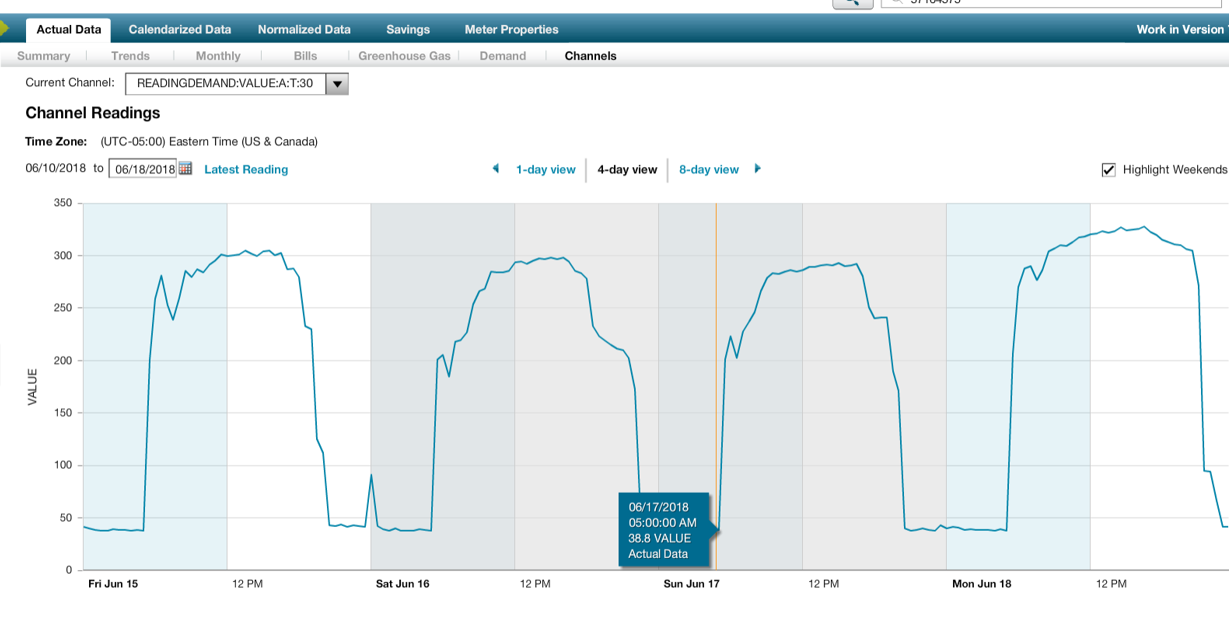 Actual Data Calendarized Data Normalized Data Savings Meter Properties Work in Version
Summary Trends Monthly Bills Greenhouse Gas Demand Channels
Current Channel: READINGDEMAND:VALUE:A:T:30
Channel Readings
Time Zone: (UTC-05:00) Eastern Time (US & Canada)
06/10/2018 to 06/18/2018 Latest Reading 1-day view 4-day view 8-day view Highlight Weekends
350
300
250
200
150
100
50
0
VALUE
06/17/2018
05:00:00 AM
38.8 VALUE
Actual Data
Fri Jun 15 12 PM Sat Jun 16 12 PM Sun Jun 17 12 PM Mon Jun 18 12 PM